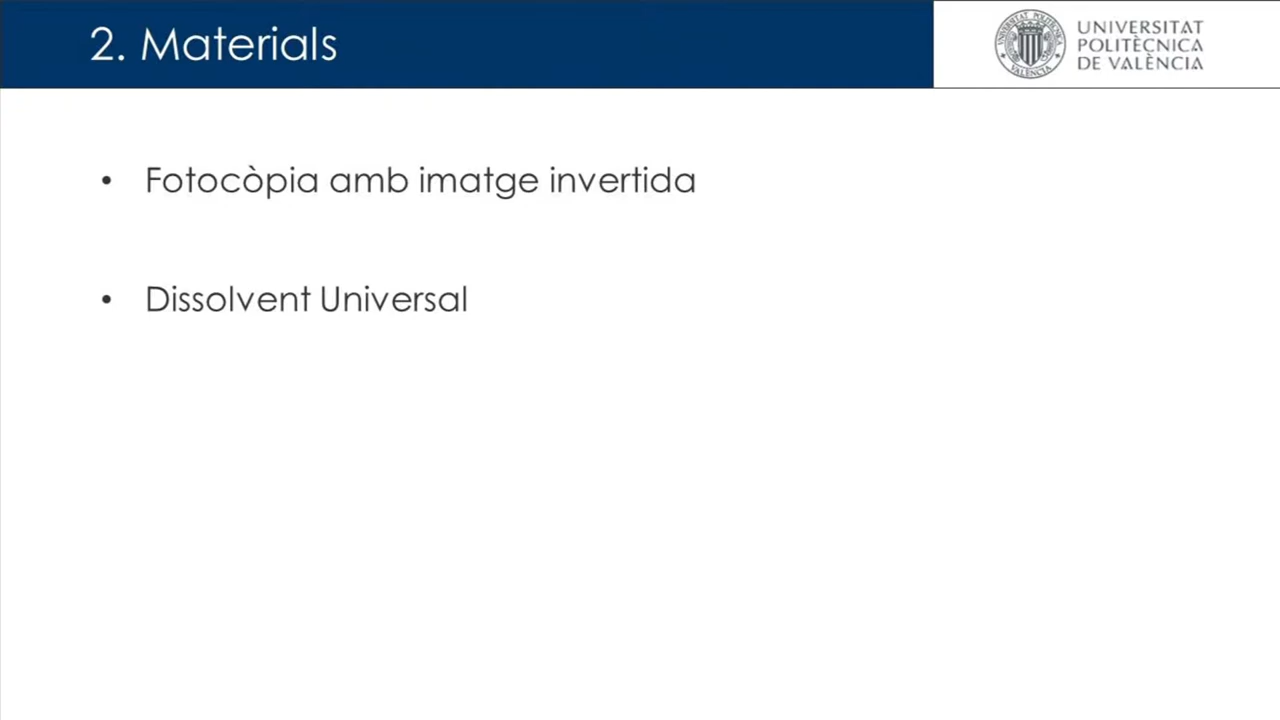 2. Materials
UNIVERSITAT
POLITÈCNICA
DE VALÈNCIA
• Fotocòpia amb imatge invertida
• Dissolvent Universal